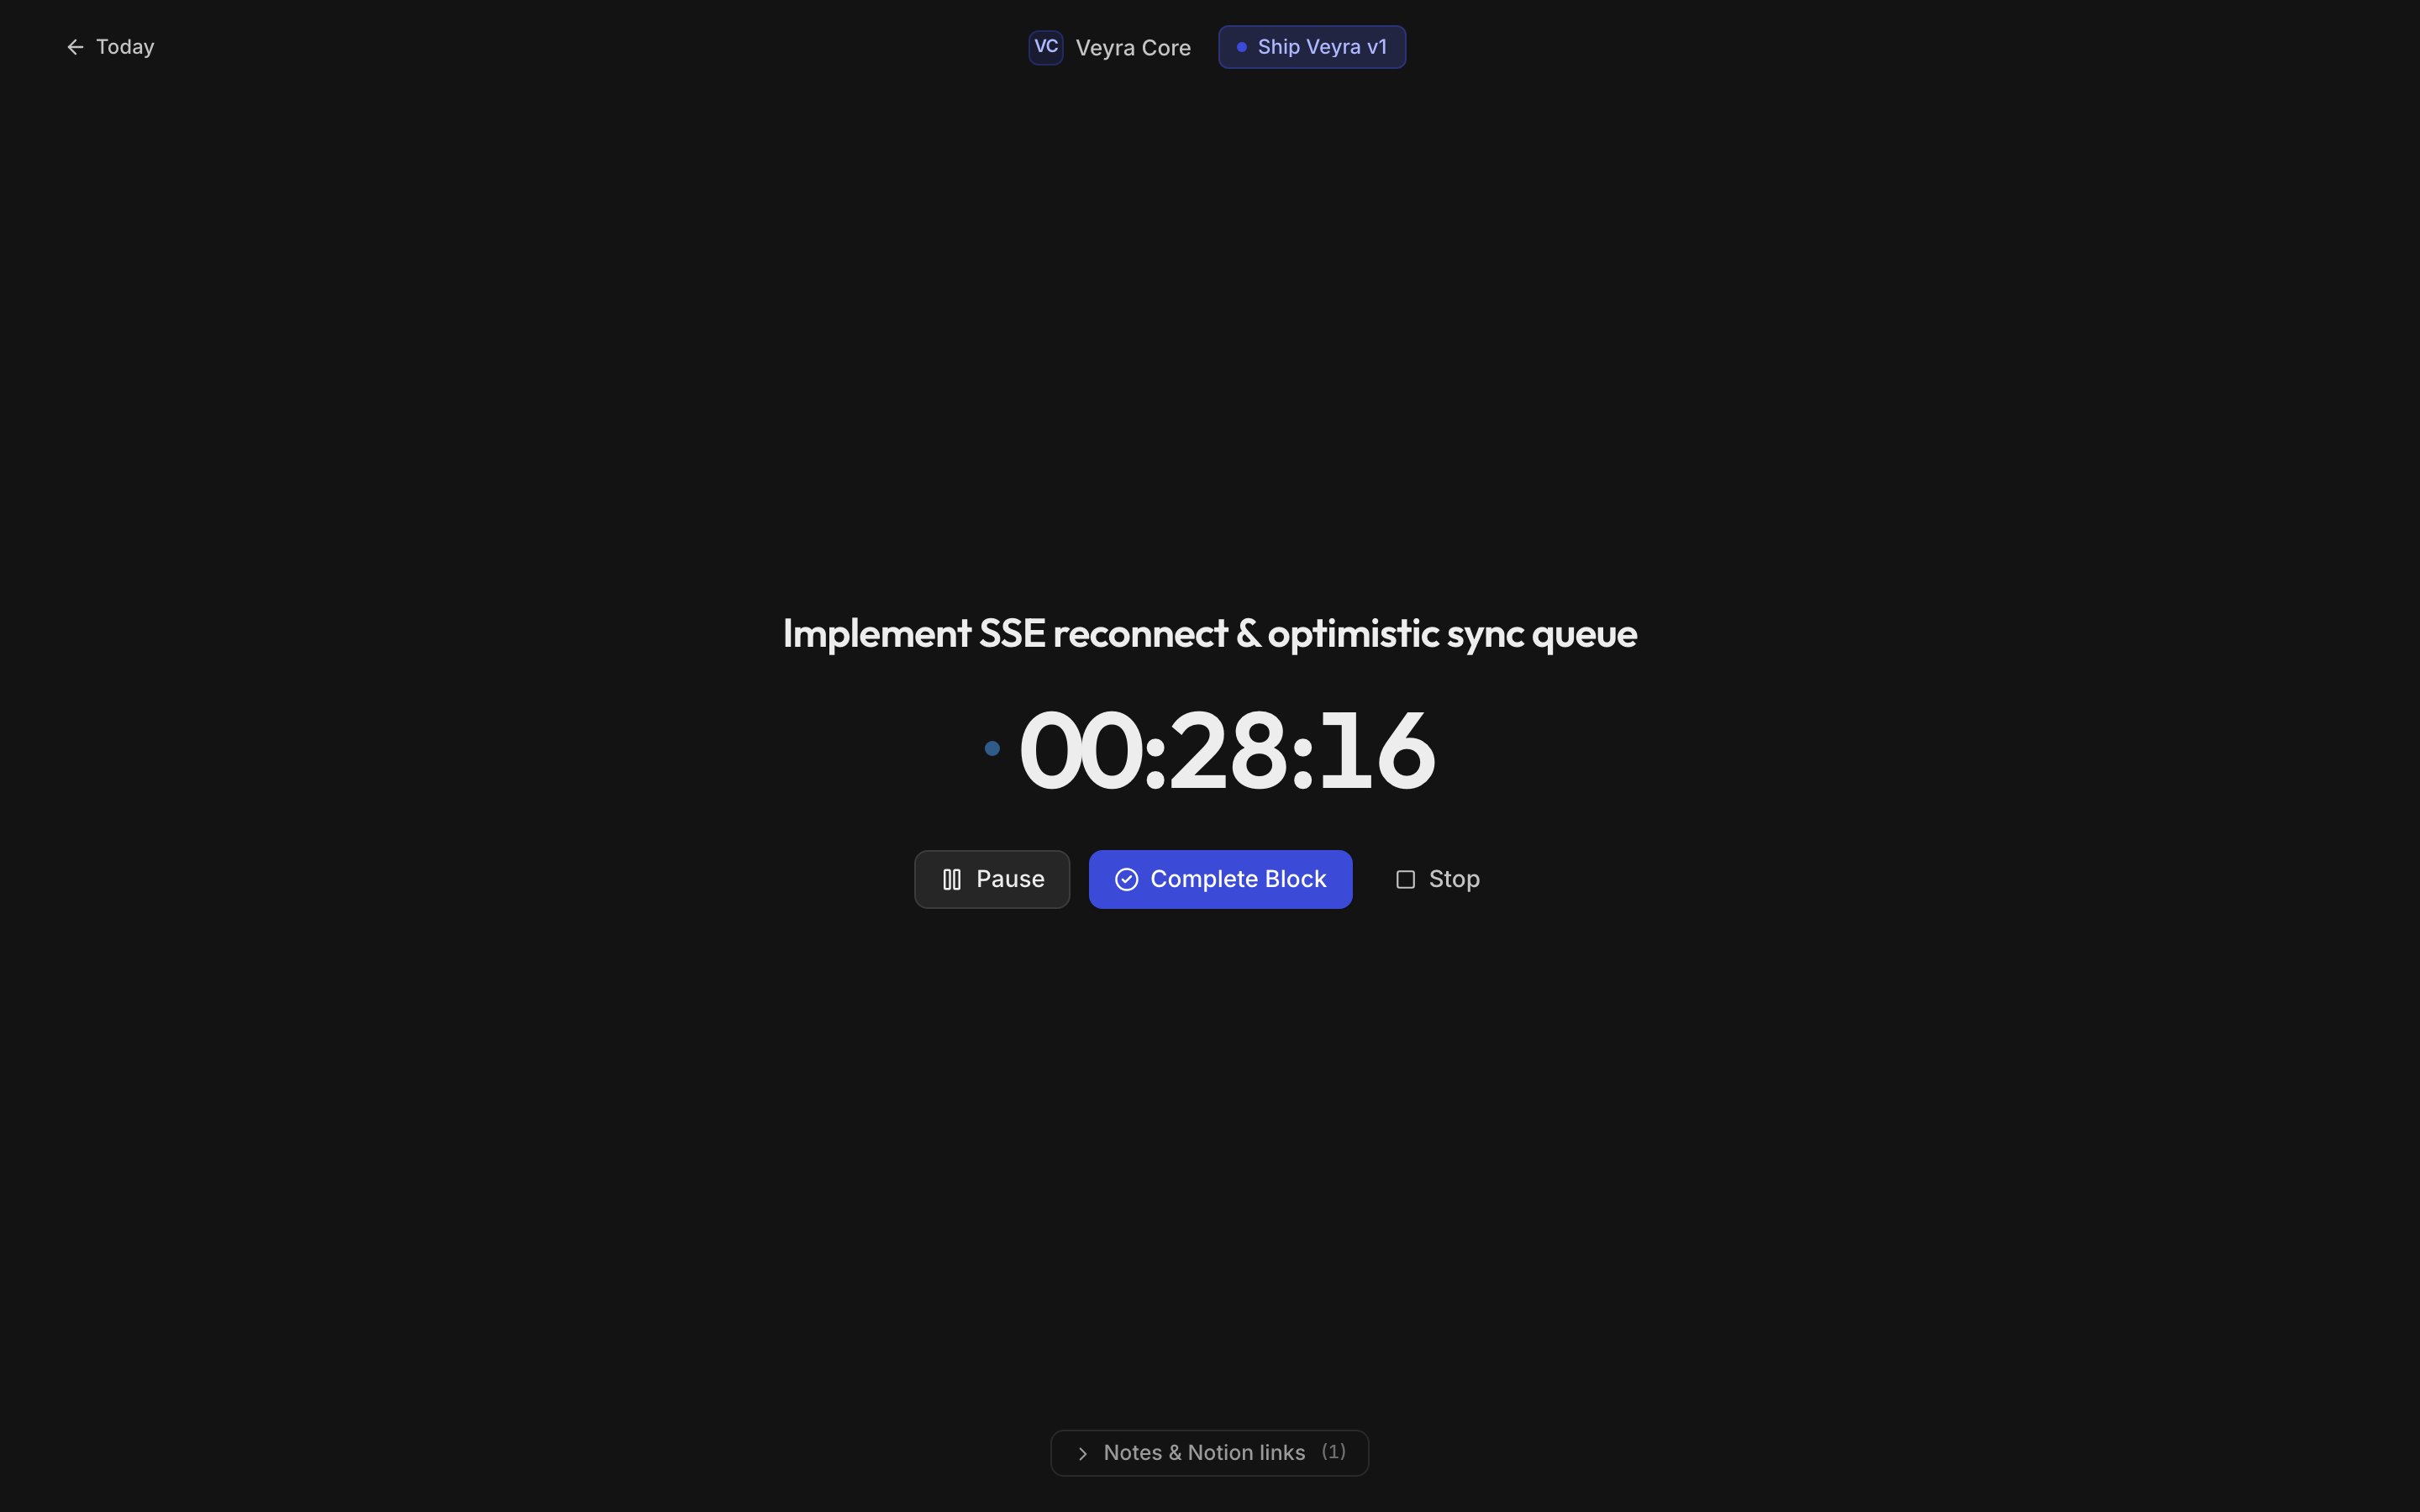 Today
VC Veyra Core Ship Veyra v1
Implement SSE reconnect & optimistic sync queue
00:28:16
Pause Complete Block Stop
Notes & Notion links (1)